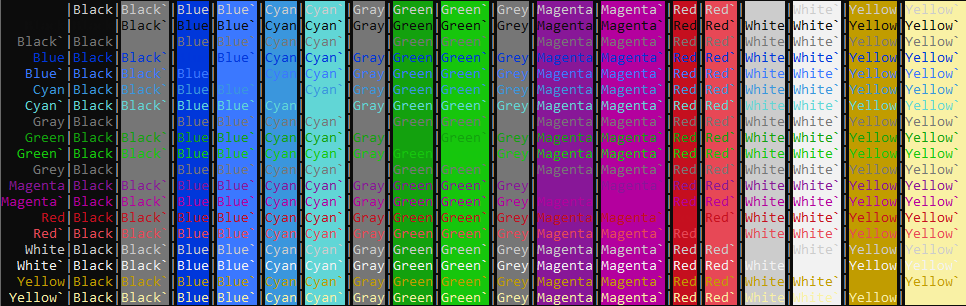 |Black|Black`|Blue|Blue`|Cyan|Cyan`|Gray|Green|Green`|Grey|Magenta|Magenta`|Red|Red`|White|White`|Yellow|Yellow`
| |Black`|Blue|Blue`|Cyan|Cyan`|Gray|Green|Green`|Grey|Magenta|Magenta`|Red|Red`|White|White`|Yellow|Yellow`
Black`|Black| |Blue|Blue`|Cyan|Cyan`| |Green|Green`| |Magenta|Magenta`|Red|Red`|White|White`|Yellow|Yellow`
Blue|Black|Black`| |Blue`|Cyan|Cyan`|Gray|Green|Green`|Grey|Magenta|Magenta`|Red|Red`|White|White`|Yellow|Yellow`
Blue`|Black|Black`|Blue| |Cyan|Cyan`|Gray|Green|Green`|Grey|Magenta|Magenta`|Red|Red`|White|White`|Yellow|Yellow`
Cyan|Black|Black`|Blue|Blue`| |Cyan`|Gray|Green|Green`|Grey|Magenta|Magenta`|Red|Red`|White|White`|Yellow|Yellow`
Cyan`|Black|Black`|Blue|Blue`|Cyan| |Gray|Green|Green`|Grey|Magenta|Magenta`|Red|Red`|White|White`|Yellow|Yellow`
Gray|Black| |Blue|Blue`|Cyan|Cyan`| |Green|Green`| |Magenta|Magenta`|Red|Red`|White|White`|Yellow|Yellow`
Green|Black|Black`|Blue|Blue`|Cyan|Cyan`|Gray| |Green`|Grey|Magenta|Magenta`|Red|Red`|White|White`|Yellow|Yellow`
Green`|Black|Black`|Blue|Blue`|Cyan|Cyan`|Gray|Green| |Grey|Magenta|Magenta`|Red|Red`|White|White`|Yellow|Yellow`
Grey|Black| |Blue|Blue`|Cyan|Cyan`| |Green|Green`| |Magenta|Magenta`|Red|Red`|White|White`|Yellow|Yellow`
Magenta|Black|Black`|Blue|Blue`|Cyan|Cyan`|Gray|Green|Green`|Grey| |Magenta`|Red|Red`|White|White`|Yellow|Yellow`
Magenta`|Black|Black`|Blue|Blue`|Cyan|Cyan`|Gray|Green|Green`|Grey|Magenta| |Red|Red`|White|White`|Yellow|Yellow`
Red|Black|Black`|Blue|Blue`|Cyan|Cyan`|Gray|Green|Green`|Grey|Magenta|Magenta`| |Red`|White|White`|Yellow|Yellow`
Red`|Black|Black`|Blue|Blue`|Cyan|Cyan`|Gray|Green|Green`|Grey|Magenta|Magenta`|Red| |White|White`|Yellow|Yellow`
White|Black|Black`|Blue|Blue`|Cyan|Cyan`|Gray|Green|Green`|Grey|Magenta|Magenta`|Red|Red`| |White`|Yellow|Yellow`
White`|Black|Black`|Blue|Blue`|Cyan|Cyan`|Gray|Green|Green`|Grey|Magenta|Magenta`|Red|Red`|White| |Yellow|Yellow`
Yellow|Black|Black`|Blue|Blue`|Cyan|Cyan`|Gray|Green|Green`|Grey|Magenta|Magenta`|Red|Red`|White|White`| |Yellow`
Yellow`|Black|Black`|Blue|Blue`|Cyan|Cyan`|Gray|Green|Green`|Grey|Magenta|Magenta`|Red|Red`|White|White`|Yellow|